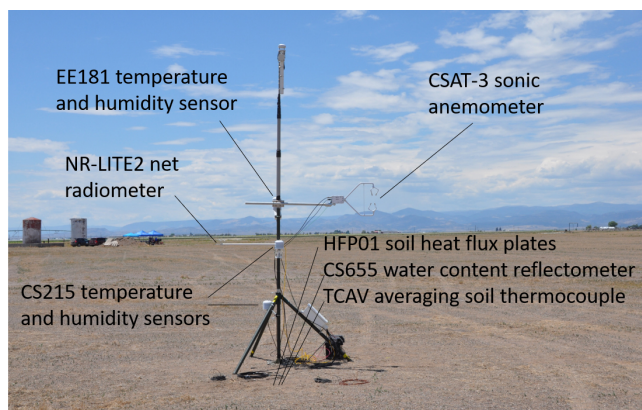 EE181 temperature
and humidity sensor
CSAT-3 sonic
anemometer
NR-LITE2 net
radiometer
HFP01 soil heat flux plates
CS655 water content reflectometer
TCAV averaging soil thermocouple
CS215 temperature
and humidity sensors